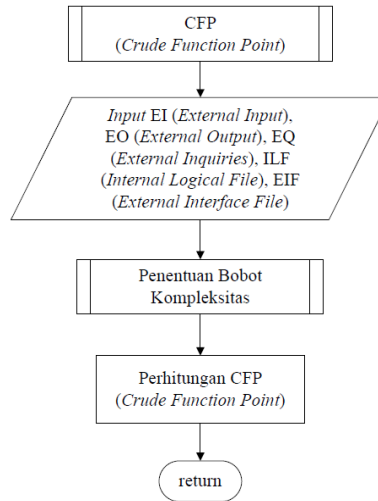 CFP
(Crude Function Point)
Input EI (External Input),
EO (External Output), EQ
(External Inquiries), ILF
(Internal Logical File), EIF
(External Interface File)
Penentuan Bobot
Kompleksitas
Perhitungan CFP
(Crude Function Point)
return